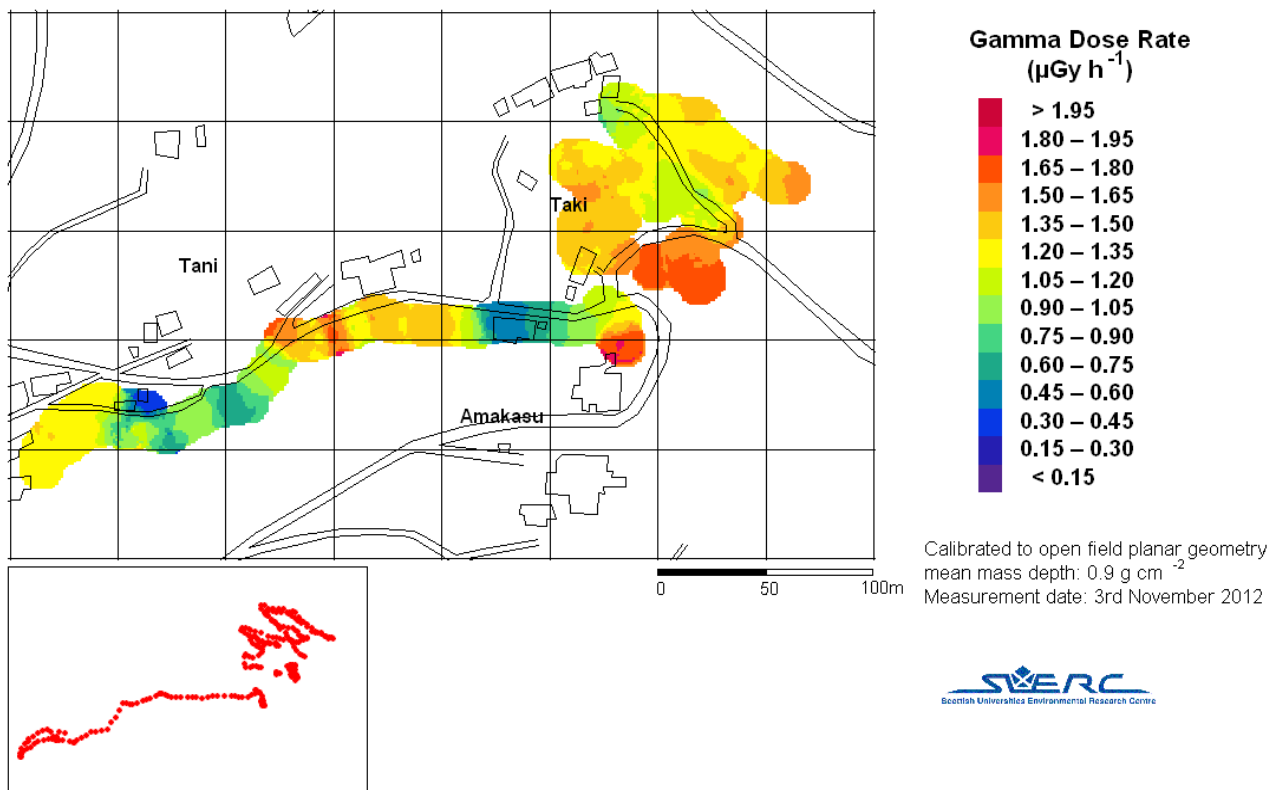 Gamma Dose Rate
(µGy h -1)
> 1.95
1.80 – 1.95
1.65 – 1.80
1.50 – 1.65
1.35 – 1.50
1.20 – 1.35
1.05 – 1.20
0.90 – 1.05
0.75 – 0.90
0.60 – 0.75
0.45 – 0.60
0.30 – 0.45
0.15 – 0.30
< 0.15
Taki
Tani
Amakasu
0 50 100m
Calibrated to open field planar geometry
mean mass depth: 0.9 g cm -2
Measurement date: 3rd November 2012
SUERC
Scottish Universities Environmental Research Centre